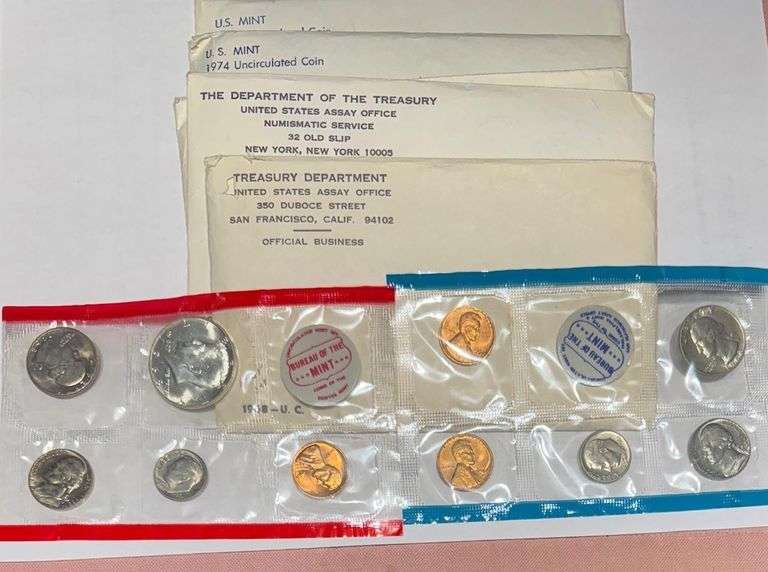 U.S. MINT
U.S. MINT
1974 Uncirculated Coin
THE DEPARTMENT OF THE TREASURY
UNITED STATES ASSAY OFFICE
NUMISMATIC SERVICE
32 OLD SLIP
NEW YORK, NEW YORK 10005
TREASURY DEPARTMENT
UNITED STATES ASSAY OFFICE
350 DUBOCE STREET
SAN FRANCISCO, CALIF. 94102
OFFICIAL BUSINESS
BUREAU OF THE
MINT
BUREAU OF THE
MINT
1968 - U. C.